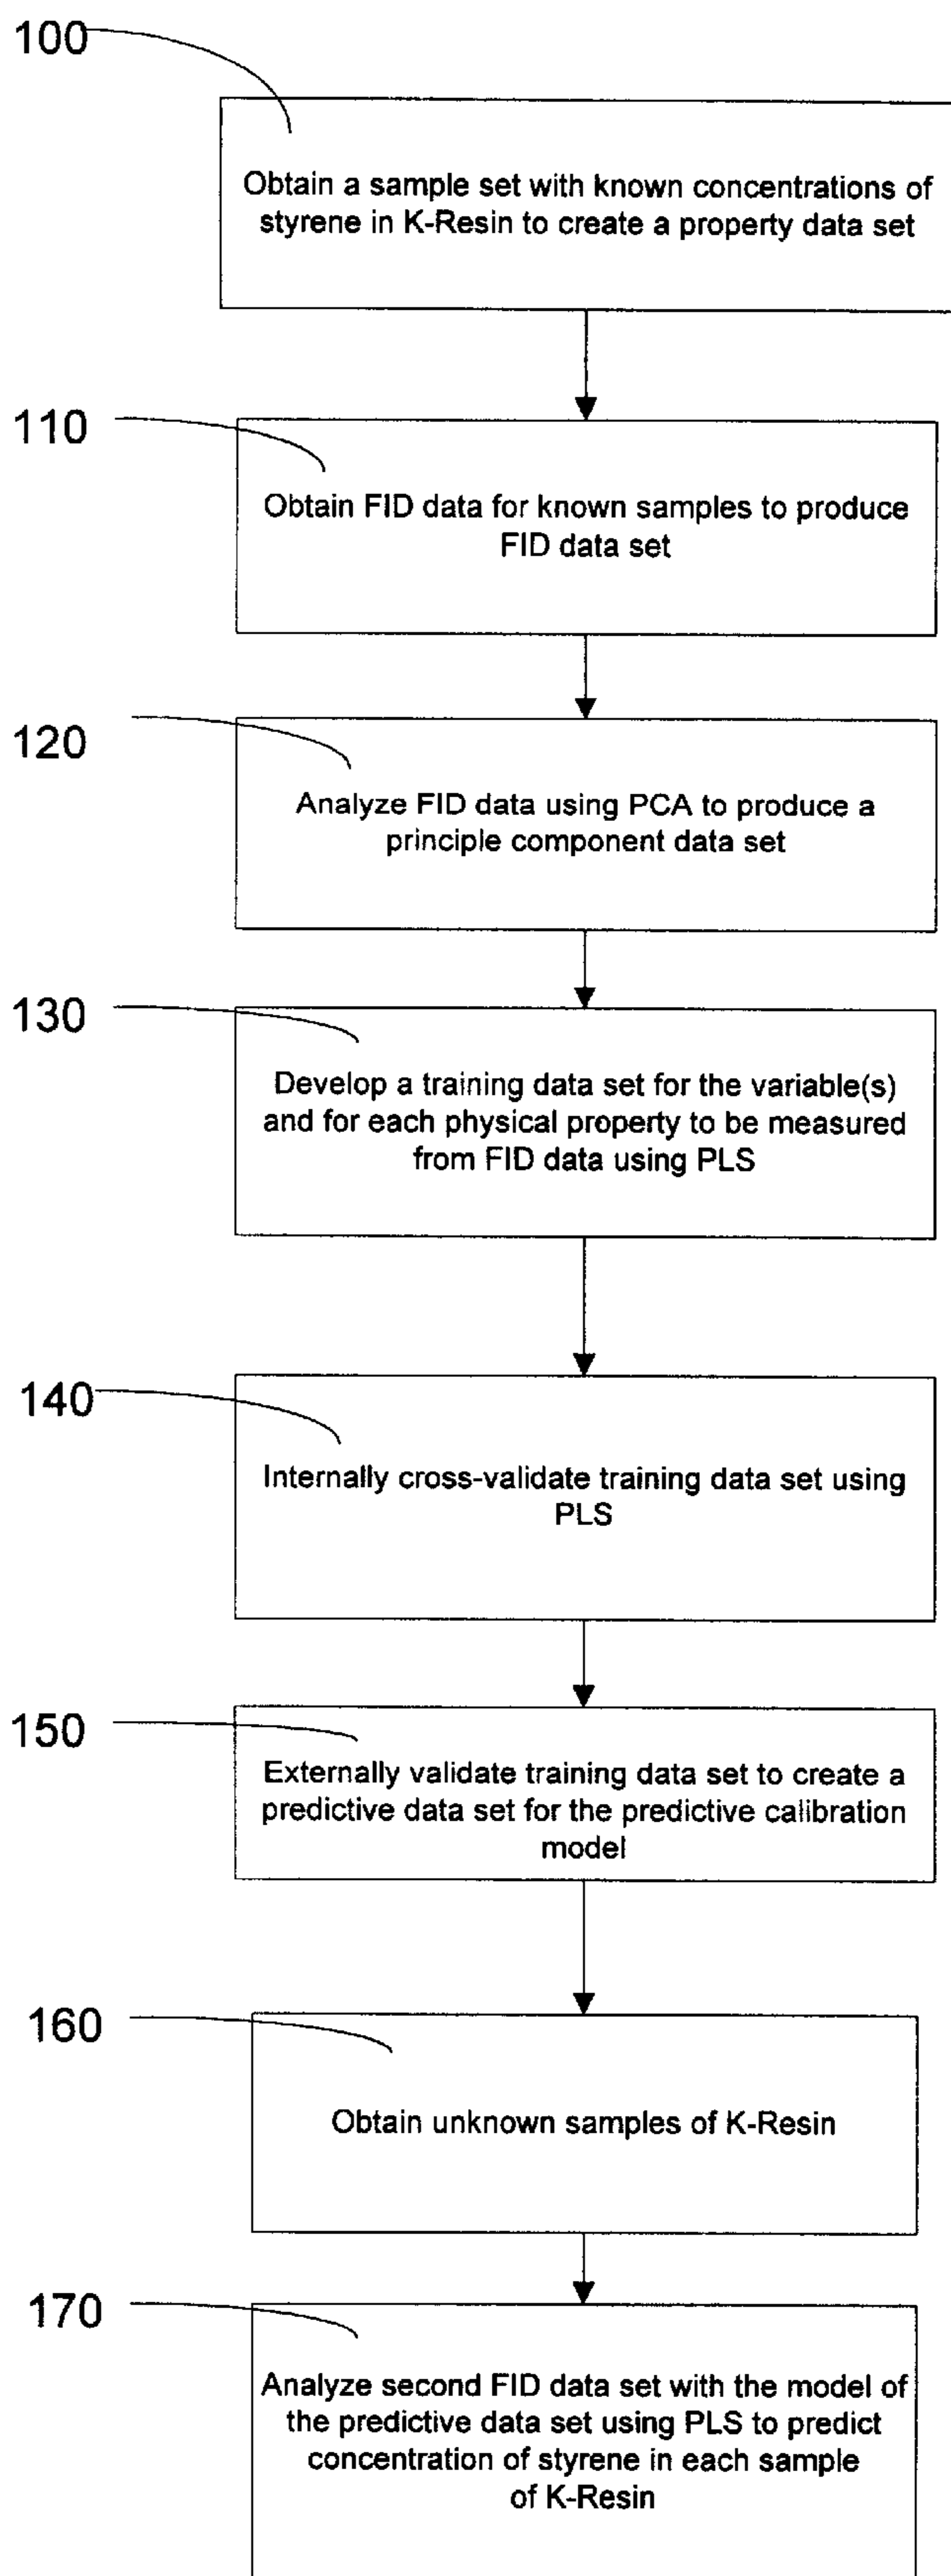 100
Obtain a sample set with known concentrations of
styrene in K-Resin to create a property data set
110
Obtain FID data for known samples to produce
FID data set
120
Analyze FID data using PCA to produce a
principle component data set
130
Develop a training data set for the variable(s)
and for each physical property to be measured
from FID data using PLS
140
Internally cross-validate training data set using
PLS
150
Externally validate training data set to create a
predictive data set for the predictive calibration
model
160
Obtain unknown samples of K-Resin
170
Analyze second FID data set with the model of
the predictive data set using PLS to predict
concentration of styrene in each sample
of K-Resin